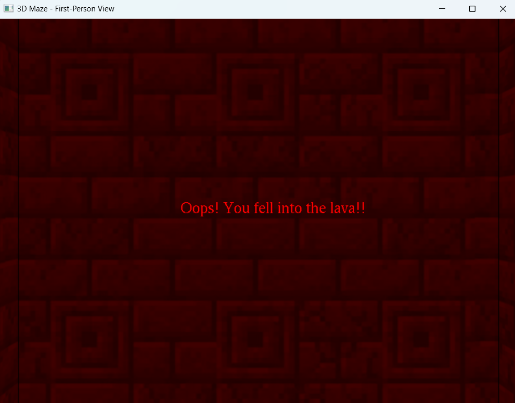 3D Maze - First-Person View
Oops! You fell into the lava!!